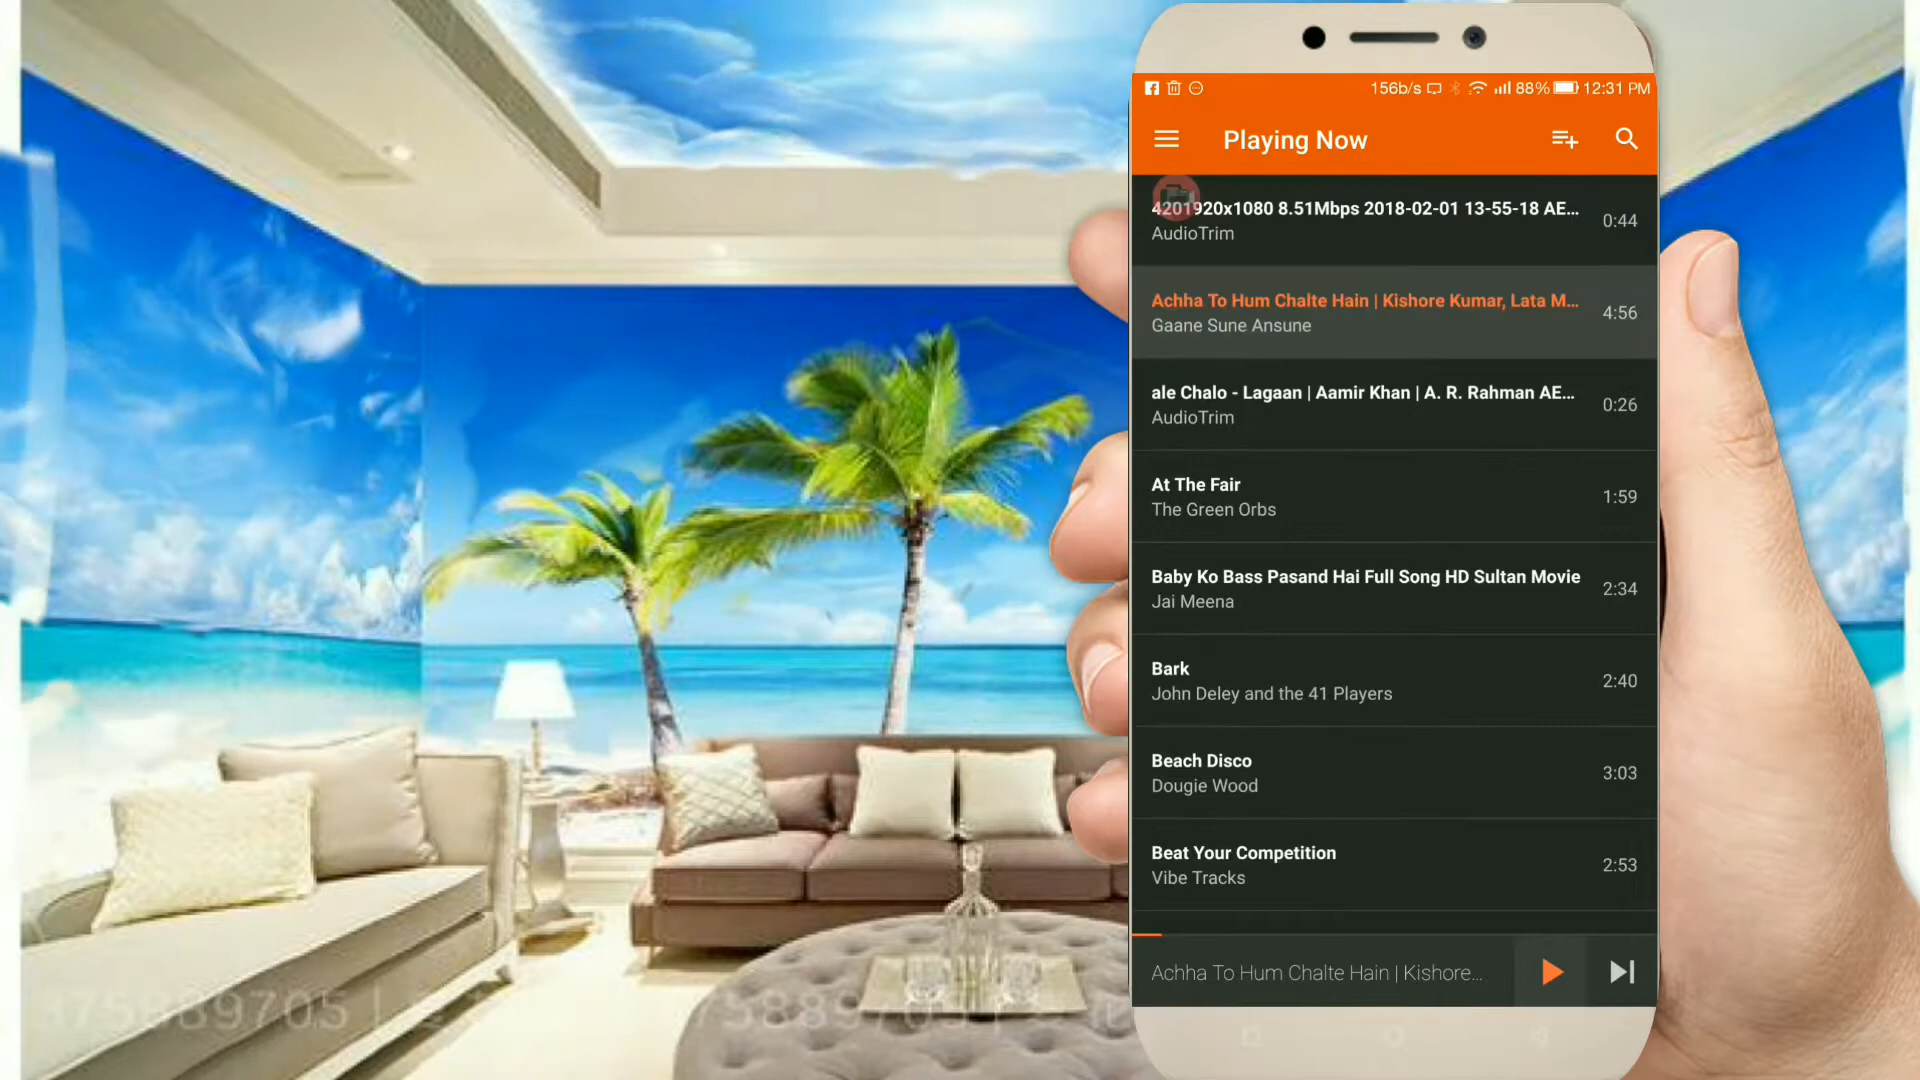 156b/s 88% 12:31 PM
Playing Now
4201920x1080 8.51Mbps 2018-02-01 13-55-18 AE...
0:44
AudioTrim
Achha To Hum Chalte Hain | Kishore Kumar, Lata M...
4:56
Gaane Sune Ansune
ale Chalo - Lagaan | Aamir Khan | A. R. Rahman AE...
0:26
AudioTrim
At The Fair
1:59
The Green Orbs
Baby Ko Bass Pasand Hai Full Song HD Sultan Movie
2:34
Jai Meena
Bark
2:40
John Deley and the 41 Players
Beach Disco
3:03
Dougie Wood
Beat Your Competition
2:53
Vibe Tracks
Achha To Hum Chalte Hain | Kishore...